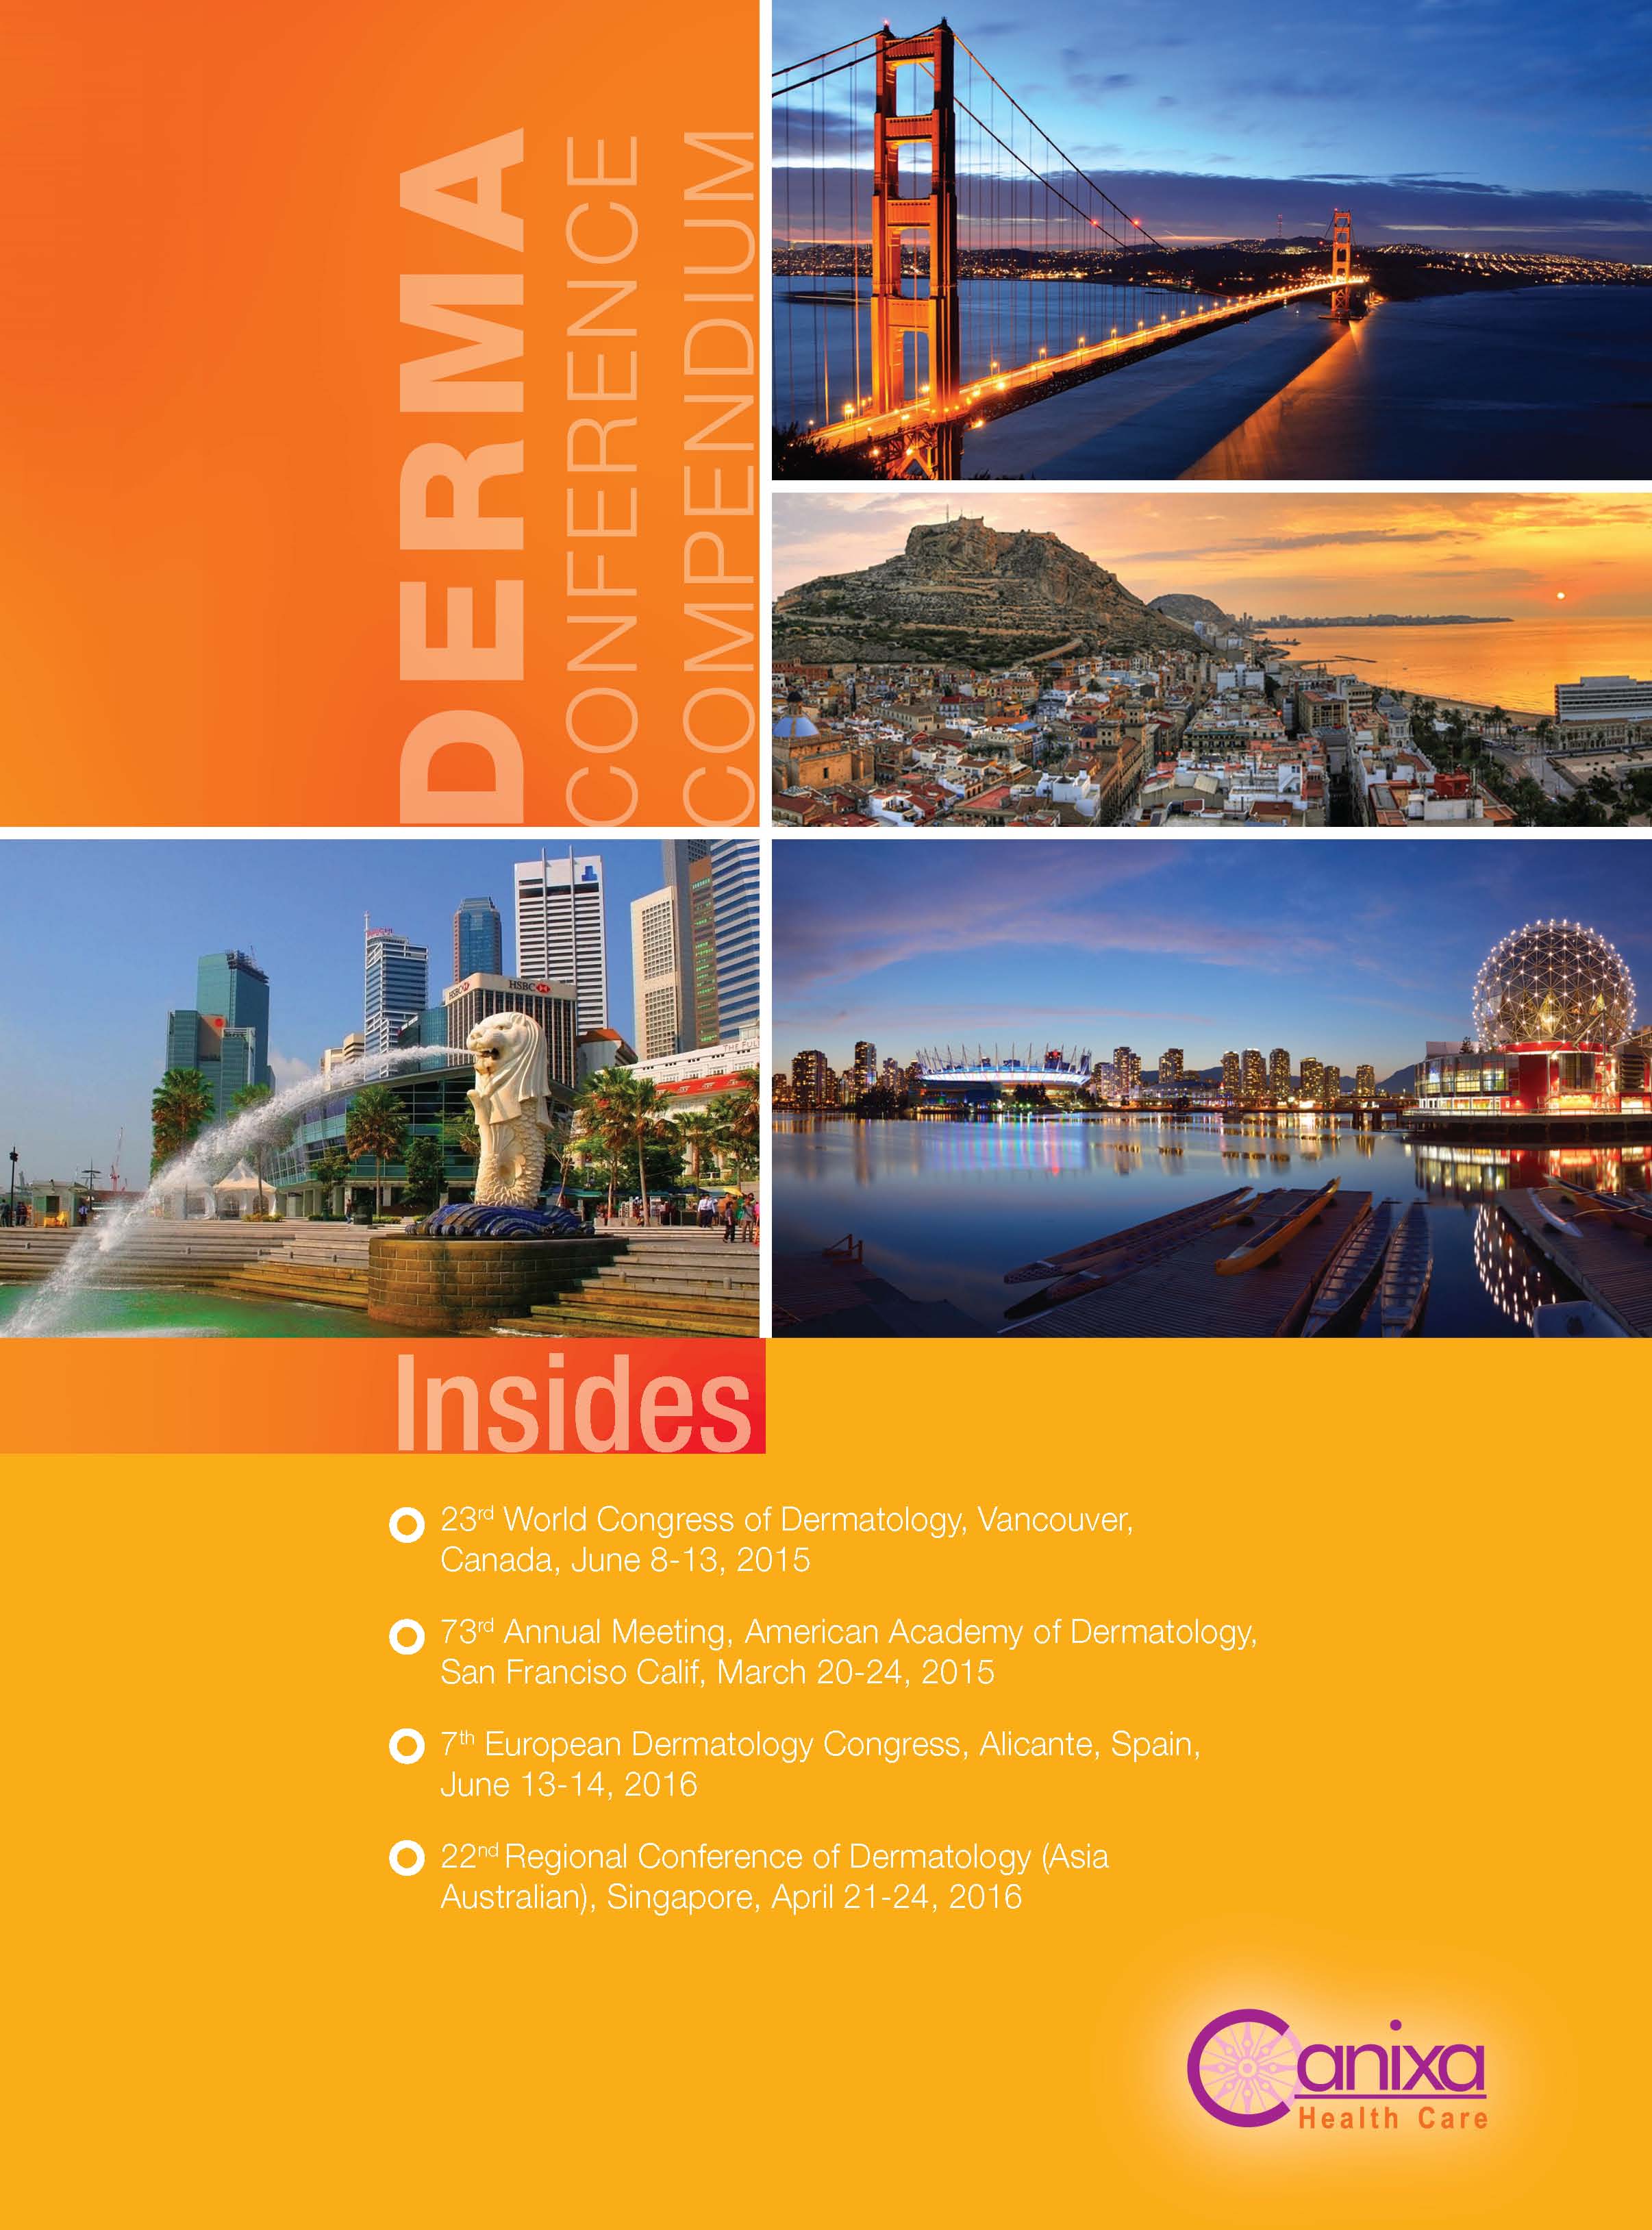 DERMA
CONFERENCE
COMPENDIUM
HSBC
HSBC
Insides
23rd World Congress of Dermatology, Vancouver,
Canada, June 8-13, 2015
73rd Annual Meeting, American Academy of Dermatology,
San Franciso Calif, March 20-24, 2015
7th European Dermatology Congress, Alicante, Spain,
June 13-14, 2016
22nd Regional Conference of Dermatology (Asia
Australian), Singapore, April 21-24, 2016
Canixa
Health Care